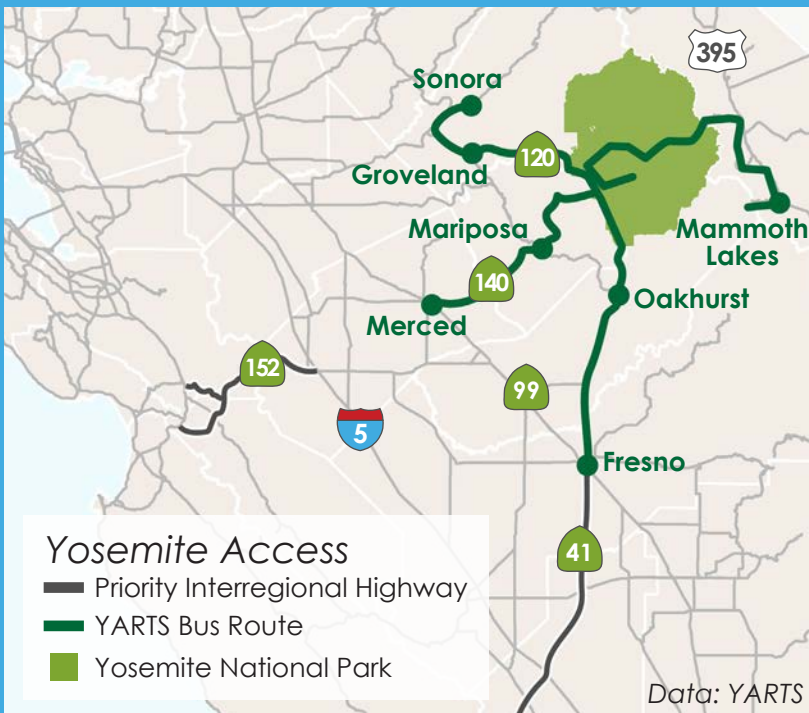 395
Sonora
120
Groveland
Mariposa
Mammoth
Lakes
140
Oakhurst
Merced
152
99
5
Fresno
41
Yosemite Access
Priority Interregional Highway
YARTS Bus Route
Yosemite National Park
Data: YARTS